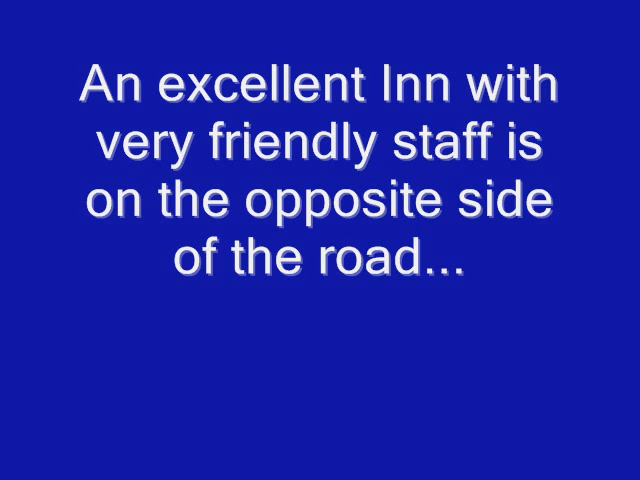 An excellent Inn with
very friendly staff is
on the opposite side
of the road...